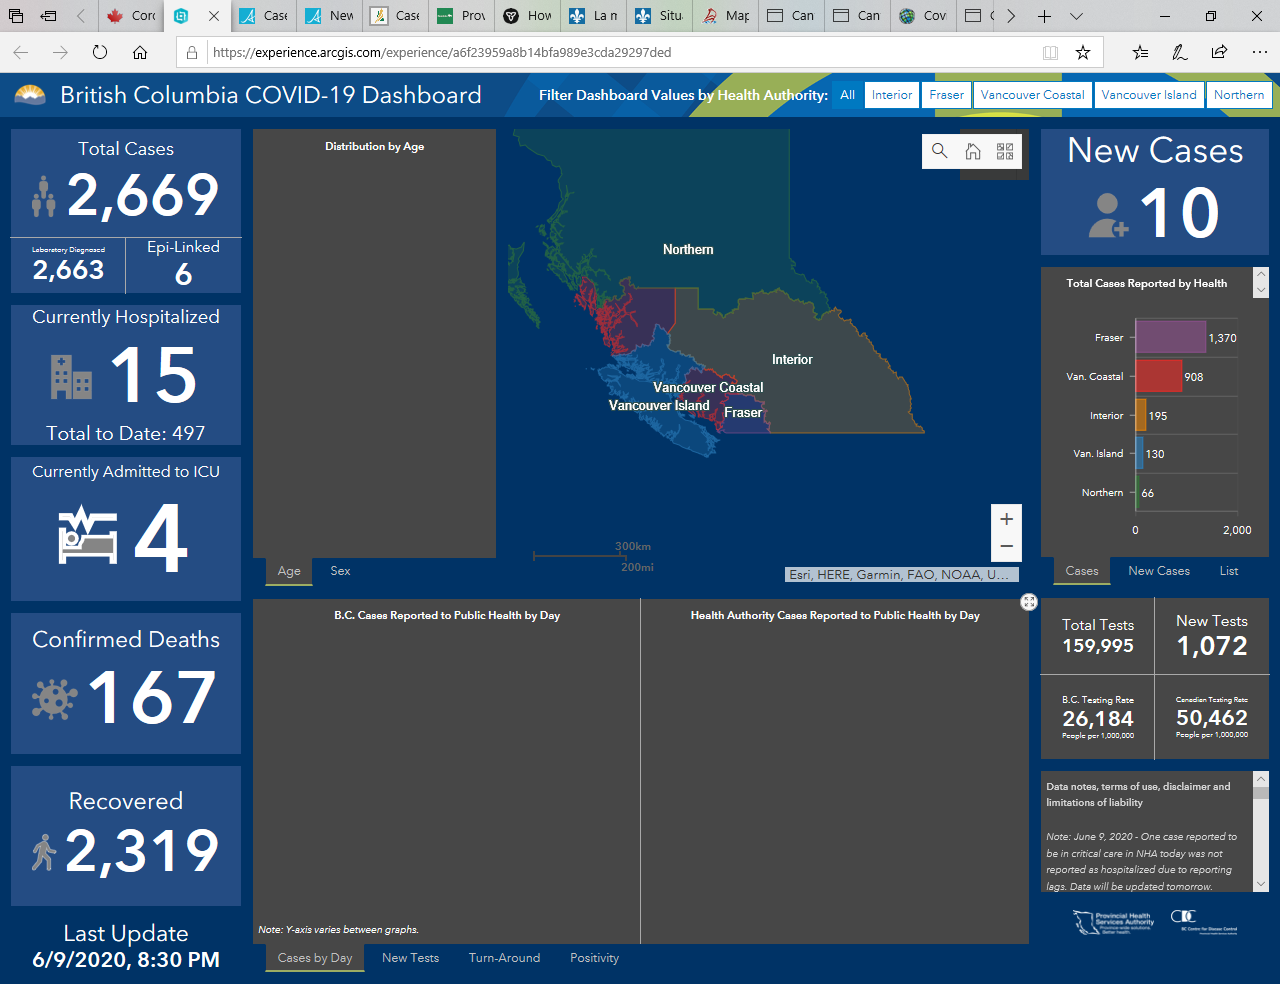 Corc
Case
New
Case
Prov
How
La m
Situa
Map
Can
Can
Covi
C
https://experience.arcgis.com/experience/a6f23959a8b14bfa989e3cda29297ded
British Columbia COVID-19 Dashboard
Filter Dashboard Values by Health Authority:
All
Interior
Fraser
Vancouver Coastal
Vancouver Island
Northern
Total Cases
2,669
Laboratory Diagnosed
2,663
Epi-Linked
6
Currently Hospitalized
15
Total to Date: 497
Currently Admitted to ICU
4
Confirmed Deaths
167
Recovered
2,319
Last Update
6/9/2020, 8:30 PM
Distribution by Age
Age
Sex
Northern
Interior
Vancouver Coastal
Vancouver Island
Fraser
300km
200mi
+
−
Esri, HERE, Garmin, FAO, NOAA, U...
B.C. Cases Reported to Public Health by Day
Health Authority Cases Reported to Public Health by Day
Note: Y-axis varies between graphs.
Cases by Day
New Tests
Turn-Around
Positivity
New Cases
10
Total Cases Reported by Health
Fraser 1,370
Van. Coastal 908
Interior 195
Van. Island 130
Northern 66
0 2,000
Cases
New Cases
List
Total Tests
159,995
New Tests
1,072
B.C. Testing Rate
26,184
People per 1,000,000
Canadian Testing Rate
50,462
People per 1,000,000
Data notes, terms of use, disclaimer and
limitations of liability
Note: June 9, 2020 - One case reported to
be in critical care in NHA today was not
reported as hospitalized due to reporting
lags. Data will be updated tomorrow.
Provincial Health
Services Authority
Province-wide solutions.
Better health.
BC Centre for Disease Control